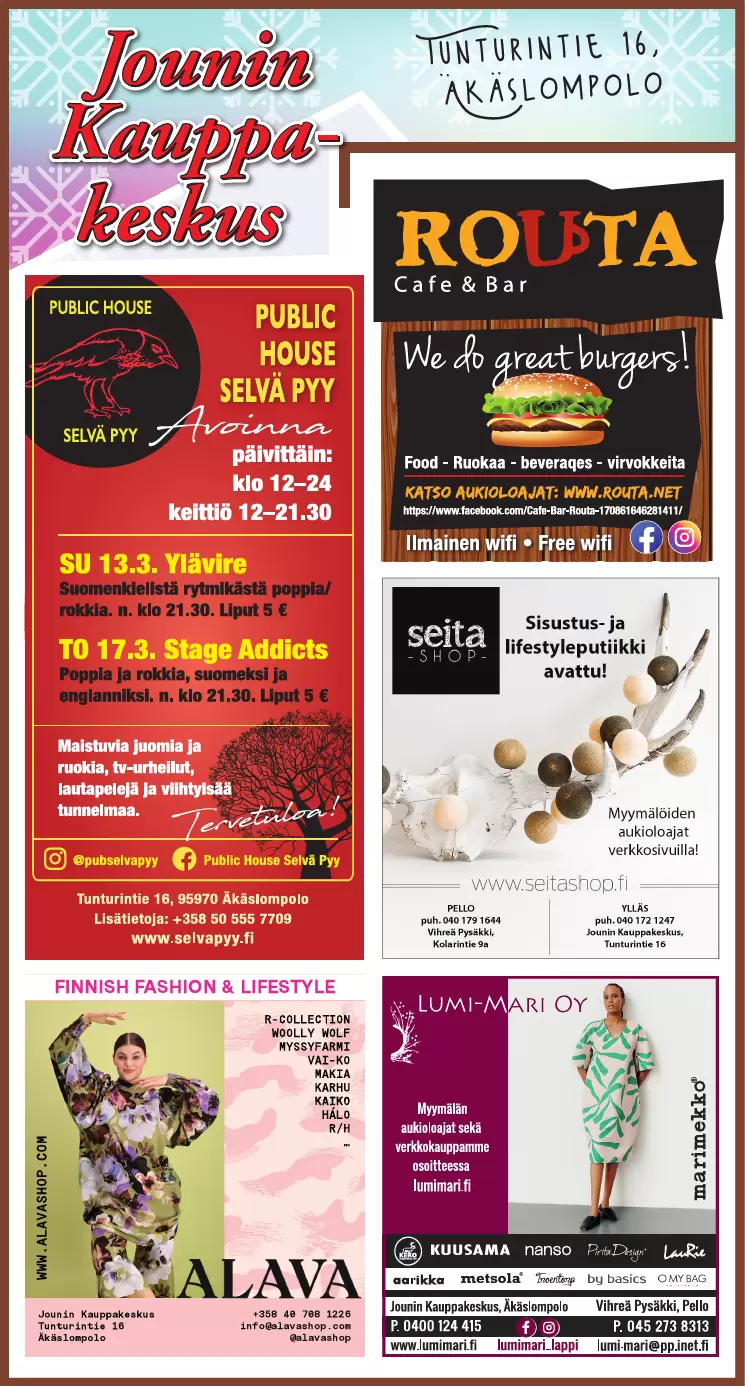 Jounin
Kauppa-
keskus
TUNTURINTIE 16,
ÄKÄSLOMPOLO
PUBLIC HOUSE
SELVÄ PYY
PUBLIC
HOUSE
SELVÄ PYY
Avoinna
päivittäin:
klo 12–24
keittiö 12–21.30
SU 13.3. Ylävire
Suomenkielistä rytmikästä poppia/
rokkia. n. klo 21.30. Liput 5 €
TO 17.3. Stage Addicts
Poppia ja rokkia, suomeksi ja
englanniksi. n. klo 21.30. Liput 5 €
Maistuvia juomia ja
ruokia, tv-urheilut,
lautapelejä ja viihtyisää
tunnelmaa.
Tervetuloa!
@pubselvapyy
Public House Selvä Pyy
Tunturintie 16, 95970 Äkäslompolo
Lisätietoja: +358 50 555 7709
www.selvapyy.fi
ROUTA
Cafe & Bar
We do great burgers!
Food - Ruokaa - beveraqes - virvokkeita
KATSO AUKIOLOAJAT: WWW.ROUTA.NET
https://www.facebook.com/Cafe-Bar-Routa-170861646281411/
Ilmainen wifi • Free wifi
seita
-SHOP-
Sisustus- ja
lifestyleputiikki
avattu!
Myymälöiden
aukioloajat
verkkosivuilla!
www.seitashop.fi
PELLO
puh. 040 179 1644
Vihreä Pysäkki,
Kolarintie 9a
YLLÄS
puh. 040 172 1247
Jounin Kauppakeskus,
Tunturintie 16
FINNISH FASHION & LIFESTYLE
R-COLLECTION
WOOLLY WOLF
MYSSYFARMI
VAI-KO
MAKIA
KARHU
KAIKO
HÁLO
R/H
…
WWW.ALAVASHOP.COM
ALAVA
Jounin Kauppakeskus
Tunturintie 16
Äkäslompolo
+358 40 708 1226
info@alavashop.com
@alavashop
LUMI-MARI OY
Myymälän
aukioloajat sekä
verkkokauppamme
osoitteessa
lumimari.fi
marimekko®
KERO
KUUSAMA nanso Pirita Design® LauRie
aarikka metsola® Troentorp by basics O MY BAG
Jounin Kauppakeskus, Äkäslompolo
P. 0400 124 415
www.lumimari.fi
lumimari_lappi
Vihreä Pysäkki, Pello
P. 045 273 8313
lumi-mari@pp.inet.fi